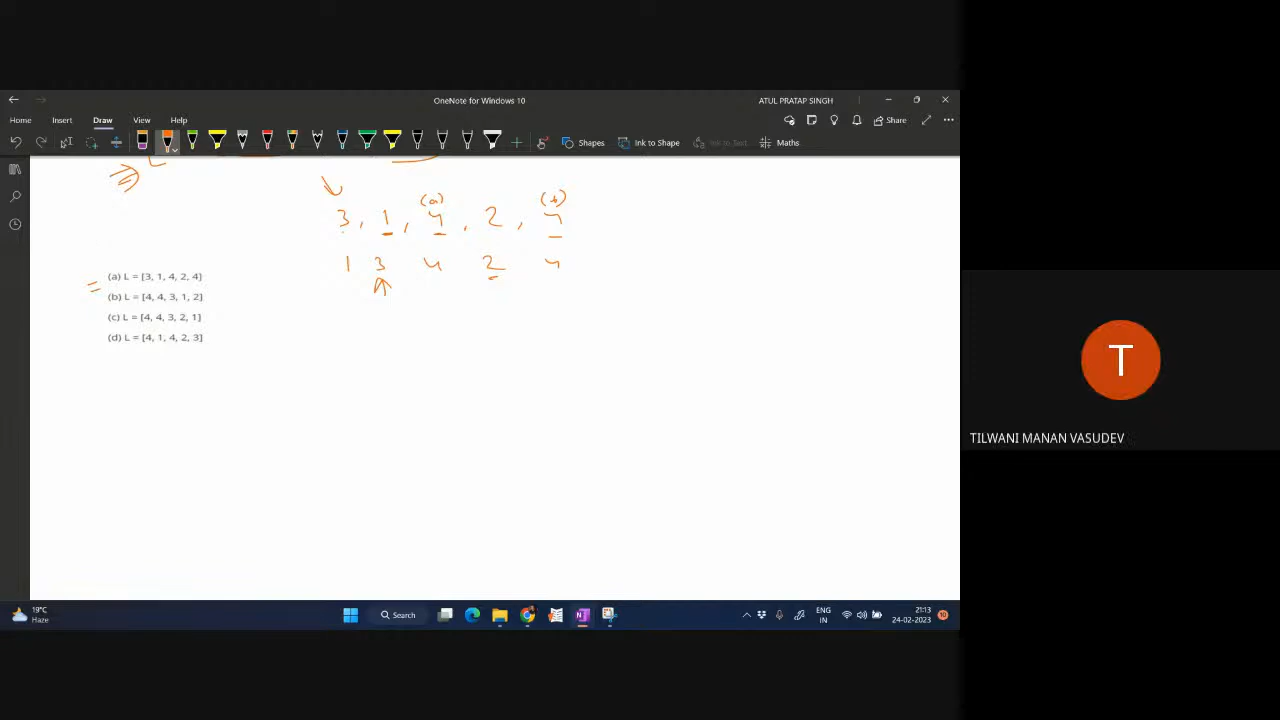 OneNote for Windows 10
ATUL PRATAP SINGH
Home Insert Draw View Help
Share
Shapes Ink to Shape Ink to Text Maths
L
(a) (b)
3, 1, 4, 2, 4
1 3 4 2 4
(a) L = [3, 1, 4, 2, 4]
=
(b) L = [4, 4, 3, 1, 2]
(c) L = [4, 4, 3, 2, 1]
(d) L = [4, 1, 4, 2, 3]
T
TILWANI MANAN VASUDEV
19°C
Haze
Search
ENG
IN
21:13
24-02-2023